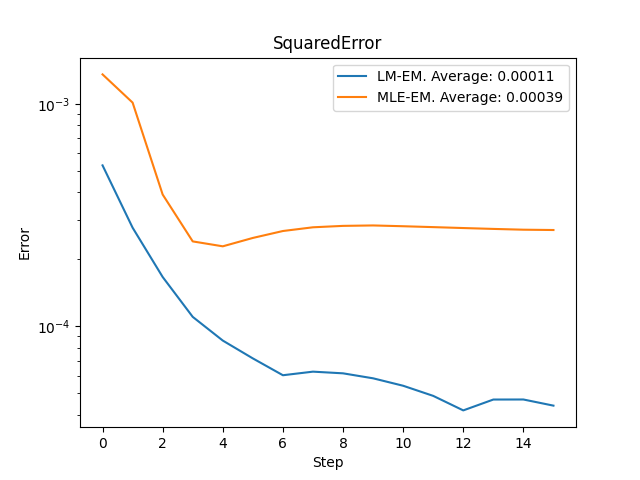 SquaredError
LM-EM. Average: 0.00011
MLE-EM. Average: 0.00039
10⁻³
10⁻⁴
Error
0 2 4 6 8 10 12 14
Step